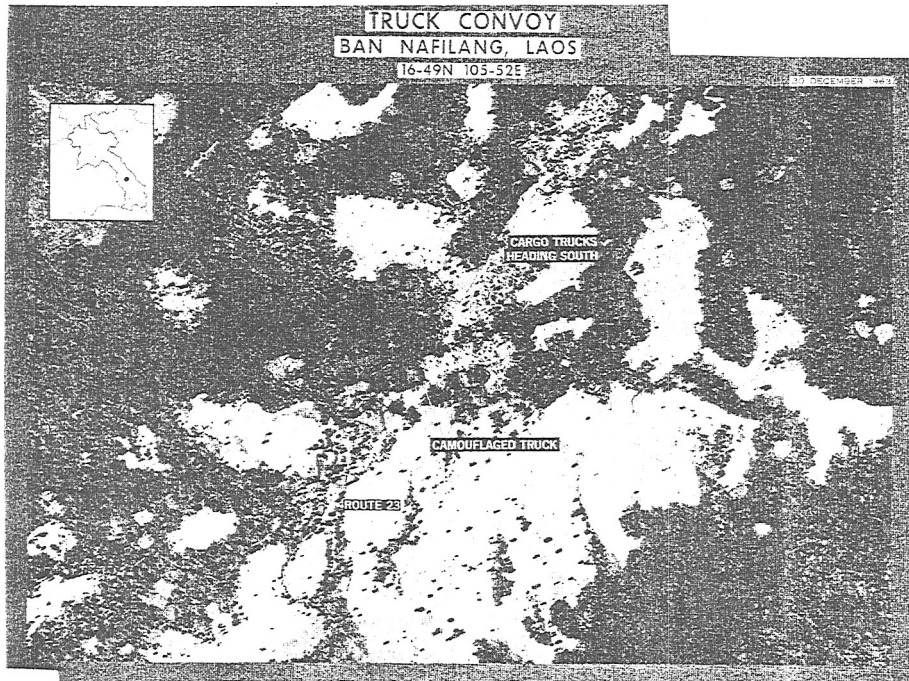 TRUCK CONVOY
BAN NAFILANG, LAOS
16-49N 105-52E
30 DECEMBER 1963
CARGO TRUCKS
HEADING SOUTH
CAMOUFLAGED TRUCK
ROUTE 23